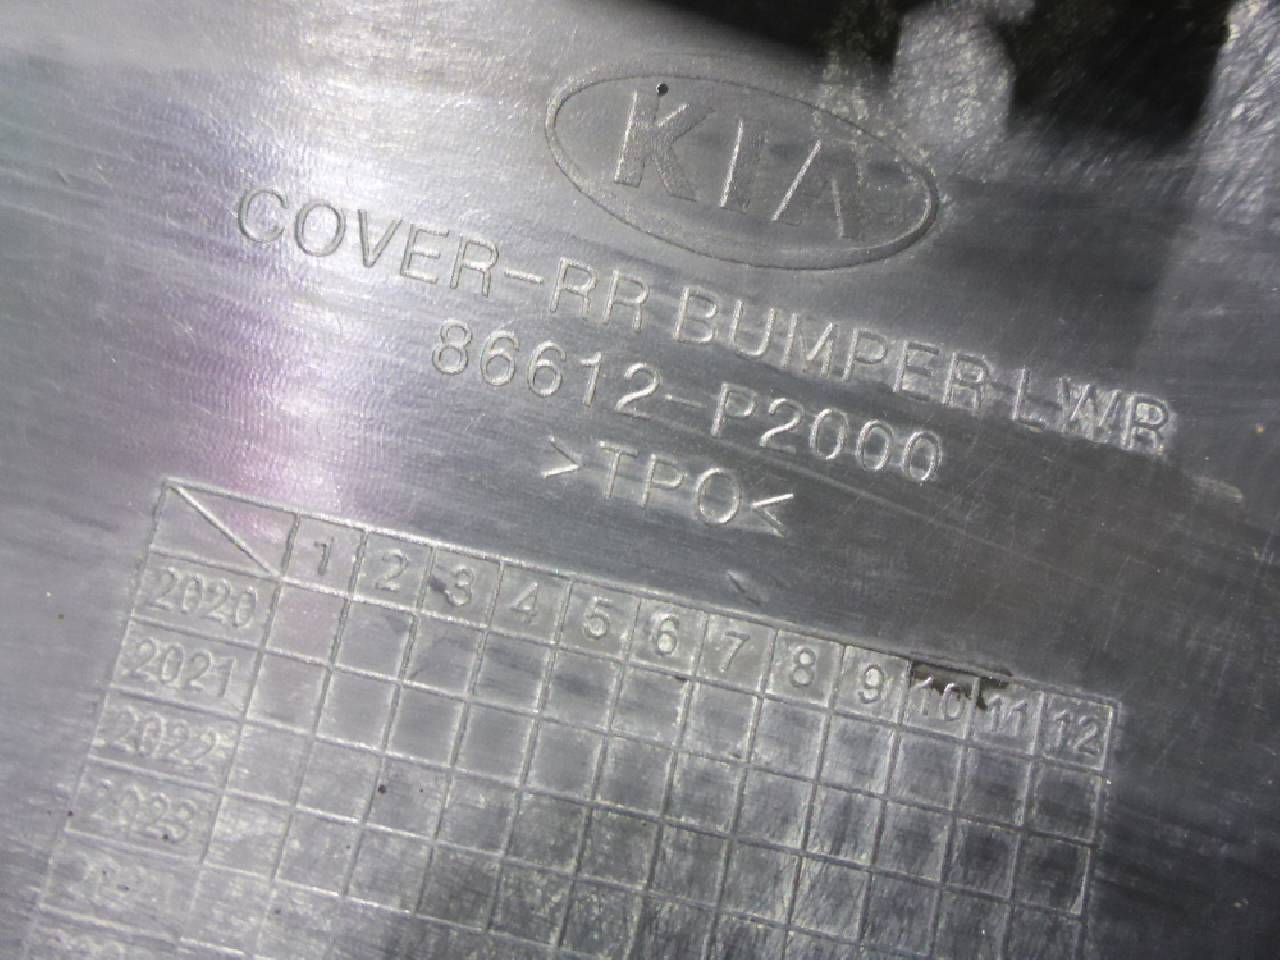 KIA
COVER-RR BUMPER LWR
86612-P2000
>TPO<
1 2 3 4 5 6 7 8 9 10 11 12
2020
2021
2022
2023